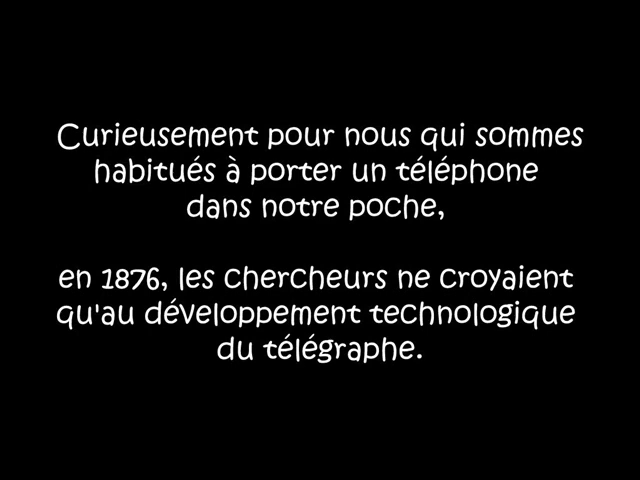 Curieusement pour nous qui sommes
habitués à porter un téléphone
dans notre poche,
en 1876, les chercheurs ne croyaient
qu'au développement technologique
du télégraphe.